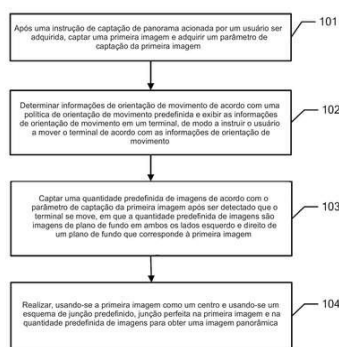 Após uma instrução de captação de panorama acionada por um usuário ser
adquirida, captar uma primeira imagem e adquirir um parâmetro de
captação da primeira imagem
101
Determinar informações de orientação de movimento de acordo com uma
política de orientação de movimento predefinida e exibir as informações
de orientação de movimento em um terminal, de modo a instruir o usuário
a mover o terminal de acordo com as informações de orientação de
movimento
102
Captar uma quantidade predefinida de imagens de acordo com o
parâmetro de captação da primeira imagem após ser detectado que o
terminal se move, em que a quantidade predefinida de imagens são
imagens de plano de fundo em ambos os lados esquerdo e direito de
um plano de fundo que corresponde à primeira imagem
103
Realizar, usando-se a primeira imagem como um centro e usando-se um
esquema de junção predefinido, junção perfeita na primeira imagem e na
quantidade predefinida de imagens para obter uma imagem panorâmica
104